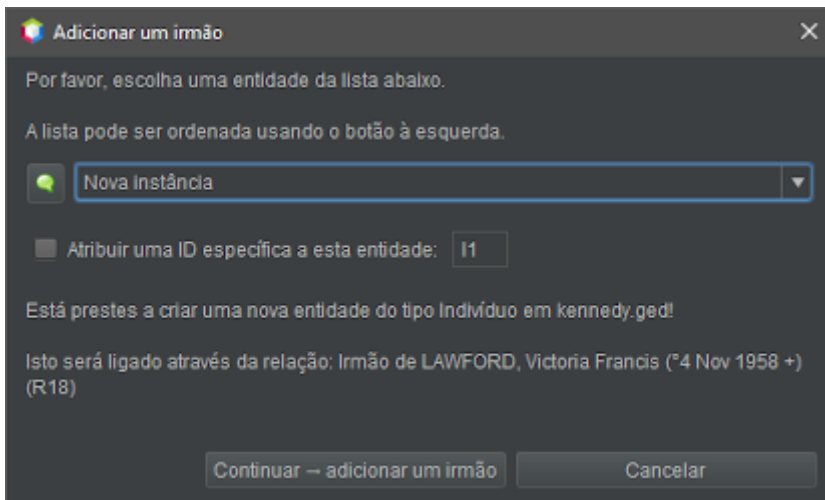 Adicionar um irmão
Por favor, escolha uma entidade da lista abaixo.
A lista pode ser ordenada usando o botão à esquerda.
Nova instância
Atribuir uma ID específica a esta entidade: I1
Está prestes a criar uma nova entidade do tipo Indivíduo em kennedy.ged!
Isto será ligado através da relação: Irmão de LAWFORD, Victoria Francis (°4 Nov 1958 +)
(R18)
Continuar – adicionar um irmão Cancelar